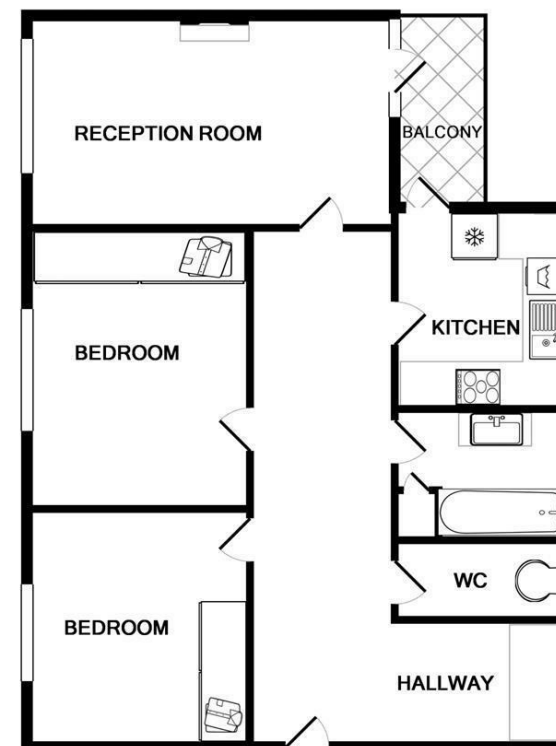 RECEPTION ROOM
BALCONY
KITCHEN
BEDROOM
WC
BEDROOM
HALLWAY